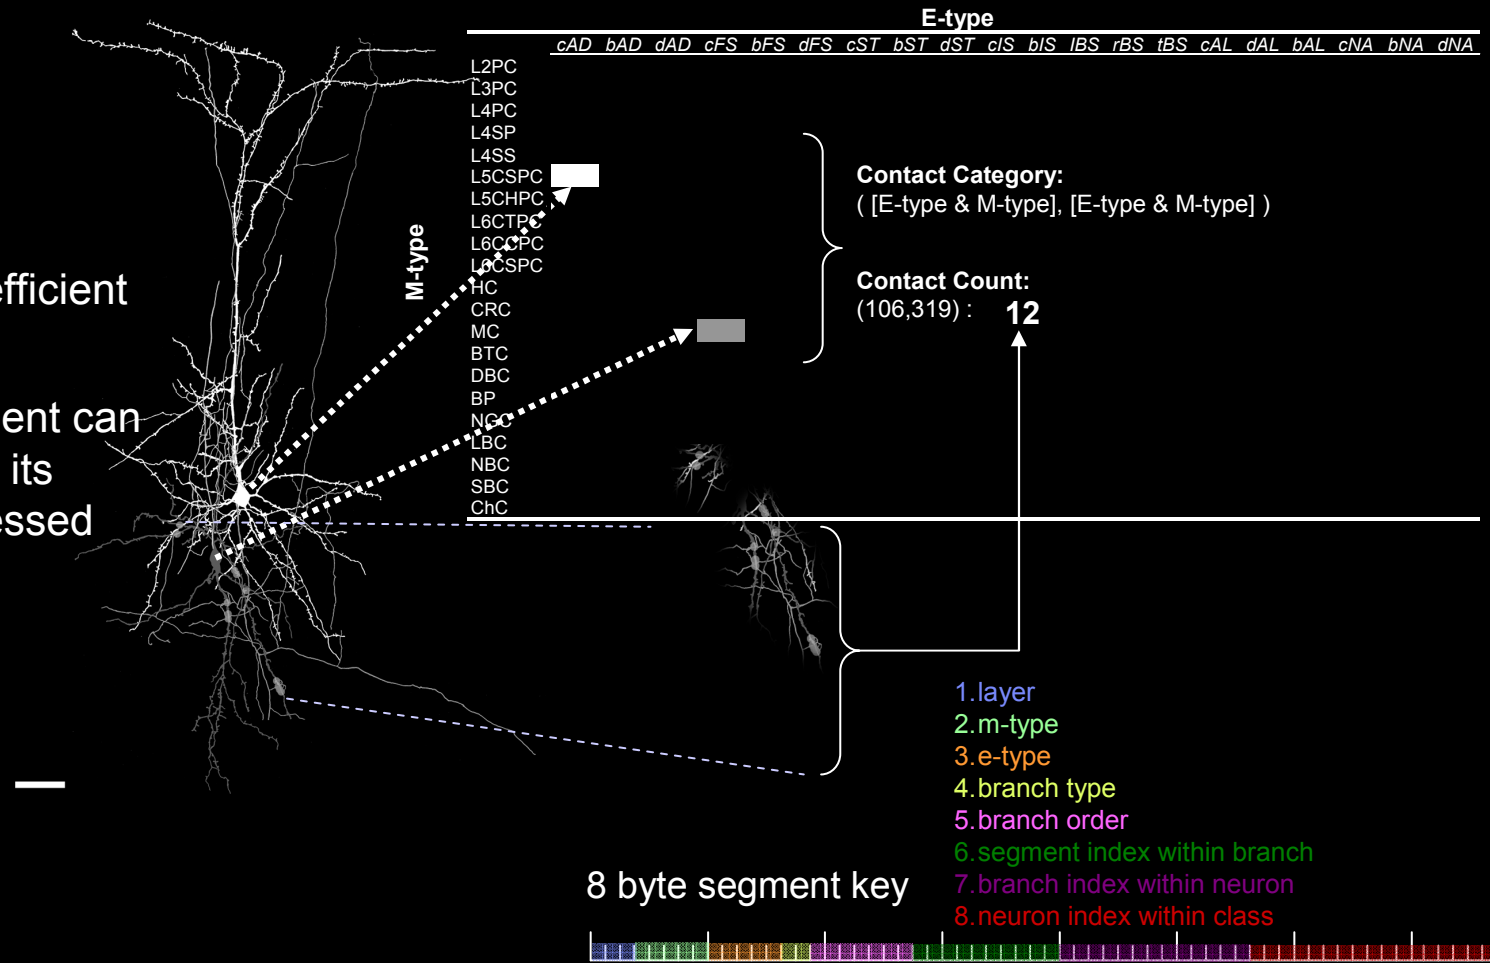 E-type
cAD bAD dAD cFS bFS dFS cST bST dST cIS bIS IBS rBS tBS cAL dAL bAL cNA bNA dNA
M-type
L2PC
L3PC
L4PC
L4SP
L4SS
L5CSPC
L5CHPC
L6CTPC
L6CCPC
L6CSPC
HC
CRC
MC
BTC
DBC
BP
NGC
LBC
NBC
SBC
ChC
Contact Category:
( [E-type & M-type], [E-type & M-type] )
Contact Count:
(106,319) : 12
efficient
ent can
its
essed
1.layer
2.m-type
3.e-type
4.branch type
5.branch order
6.segment index within branch
7.branch index within neuron
8.neuron index within class
8 byte segment key